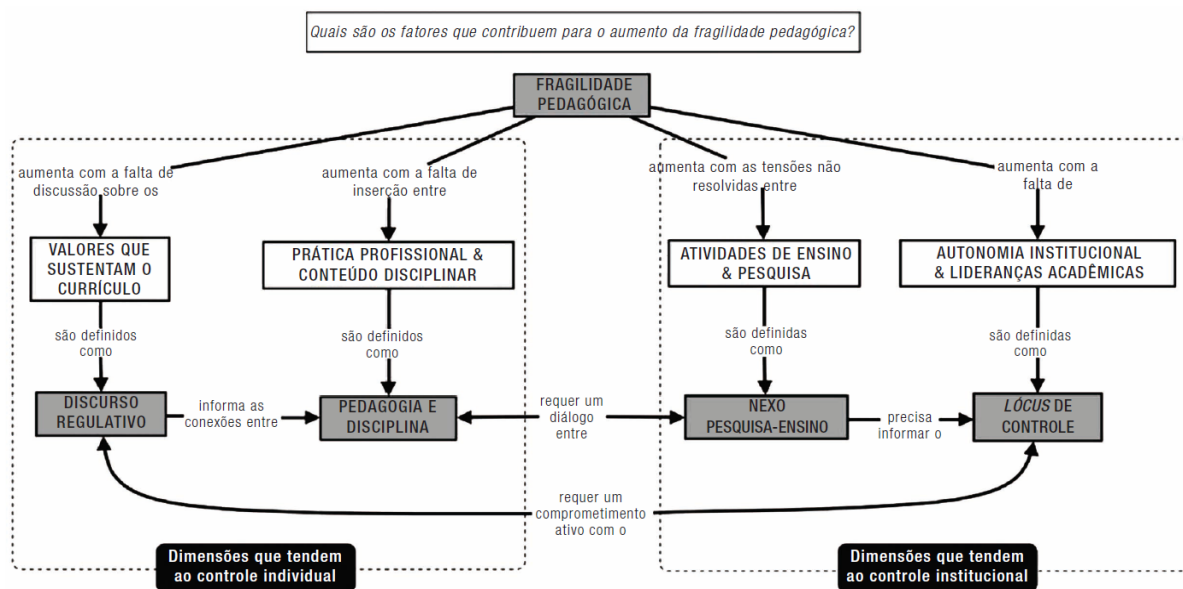 Quais são os fatores que contribuem para o aumento da fragilidade pedagógica?
FRAGILIDADE
PEDAGÓGICA
aumenta com a falta de
discussão sobre os
aumenta com a falta de
inserção entre
aumenta com as tensões não
resolvidas entre
aumenta com a
falta de
VALORES QUE
SUSTENTAM O
CURRÍCULO
PRÁTICA PROFISSIONAL &
CONTEÚDO DISCIPLINAR
ATIVIDADES DE ENSINO
& PESQUISA
AUTONOMIA INSTITUCIONAL
& LIDERANÇAS ACADÊMICAS
são definidos
como
são definidos
como
são definidas
como
são definidas
como
DISCURSO
REGULATIVO
informa as
conexões entre
PEDAGOGIA E
DISCIPLINA
requer um
diálogo
entre
NEXO
PESQUISA-ENSINO
precisa
informar o
LÓCUS DE
CONTROLE
requer um
comprometimento
ativo com o
Dimensões que tendem
ao controle individual
Dimensões que tendem
ao controle institucional